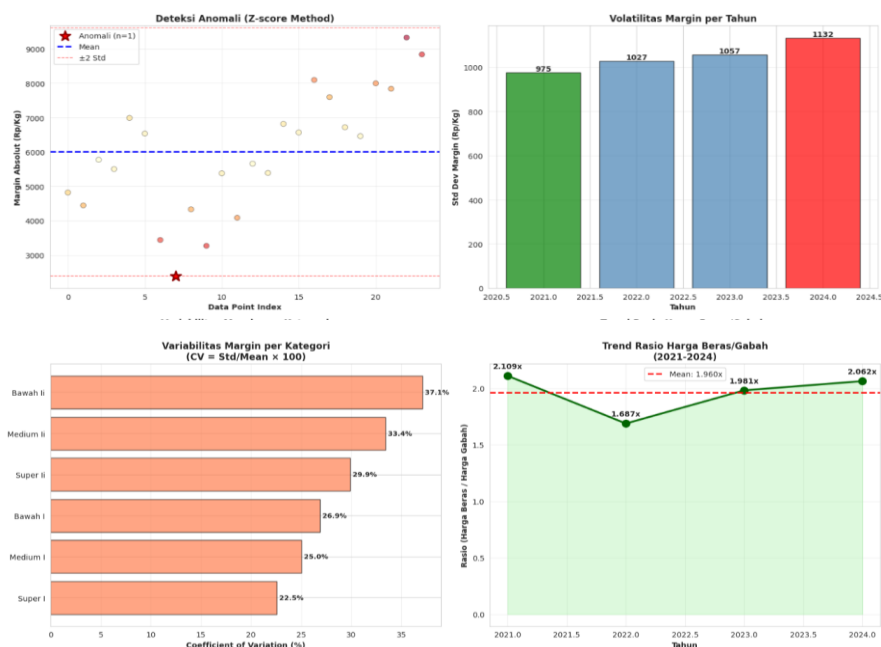 Deteksi Anomali (Z-score Method)
Anomali (n=1)
Mean
±2 Std
Margin Absolut (Rp/Kg)
9000
8000
7000
6000
5000
4000
3000
0 5 10 15 20
Data Point Index
Volatilitas Margin per Tahun
Std Dev Margin (Rp/Kg)
1000
800
600
400
200
0
975
1027
1057
1132
2020.5 2021.0 2021.5 2022.0 2022.5 2023.0 2023.5 2024.0 2024.5
Tahun
Variabilitas Margin per Kategori
(CV = Std/Mean × 100)
Bawah Ii 37.1%
Medium Ii 33.4%
Super Ii 29.9%
Bawah I 26.9%
Medium I 25.0%
Super I 22.5%
0 5 10 15 20 25 30 35
Coefficient of Variation (%)
Trend Rasio Harga Beras/Gabah
(2021-2024)
Mean: 1.960x
Rasio (Harga Beras / Harga Gabah)
2.0
1.5
1.0
0.5
0.0
2.109x
1.687x
1.981x
2.062x
2021.0 2021.5 2022.0 2022.5 2023.0 2023.5 2024.0
Tahun